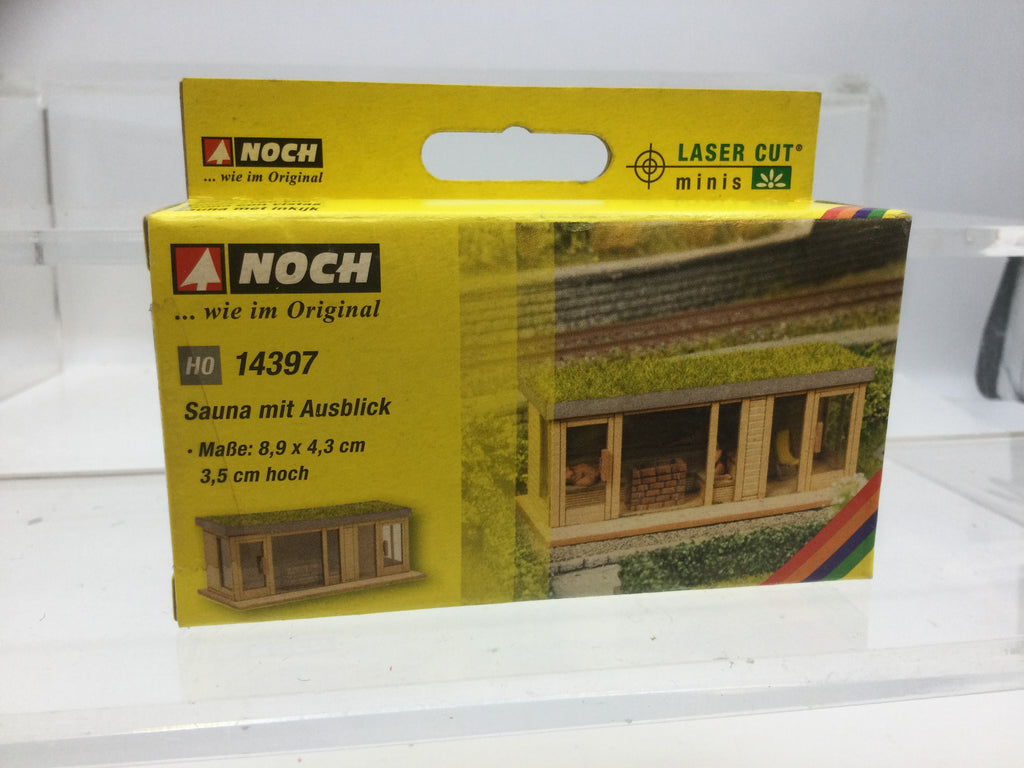 NOCH
... wie im Original
LASER CUT®
minis
NOCH
... wie im Original
H0 14397
Sauna mit Ausblick
· Maße: 8,9 x 4,3 cm
3,5 cm hoch